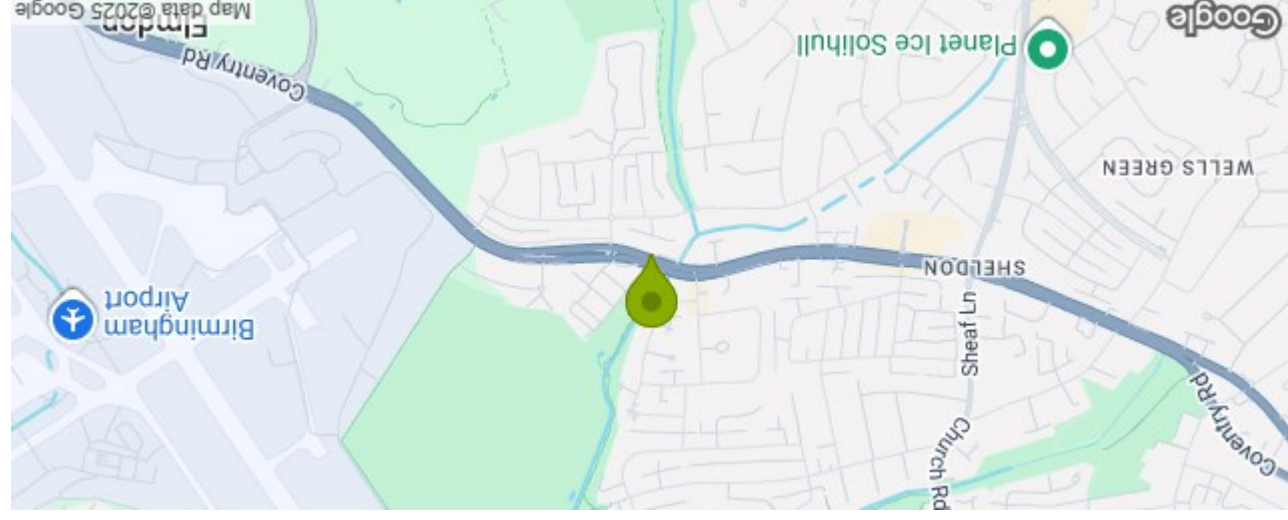 Coventry Rd
Church Rd
Sheaf Ln
Birmingham
Airport
SHELDON
WELLS GREEN
Coventry Rd
Planet Ice Solihull
Elmdon
Google
Map data ©2025 Google